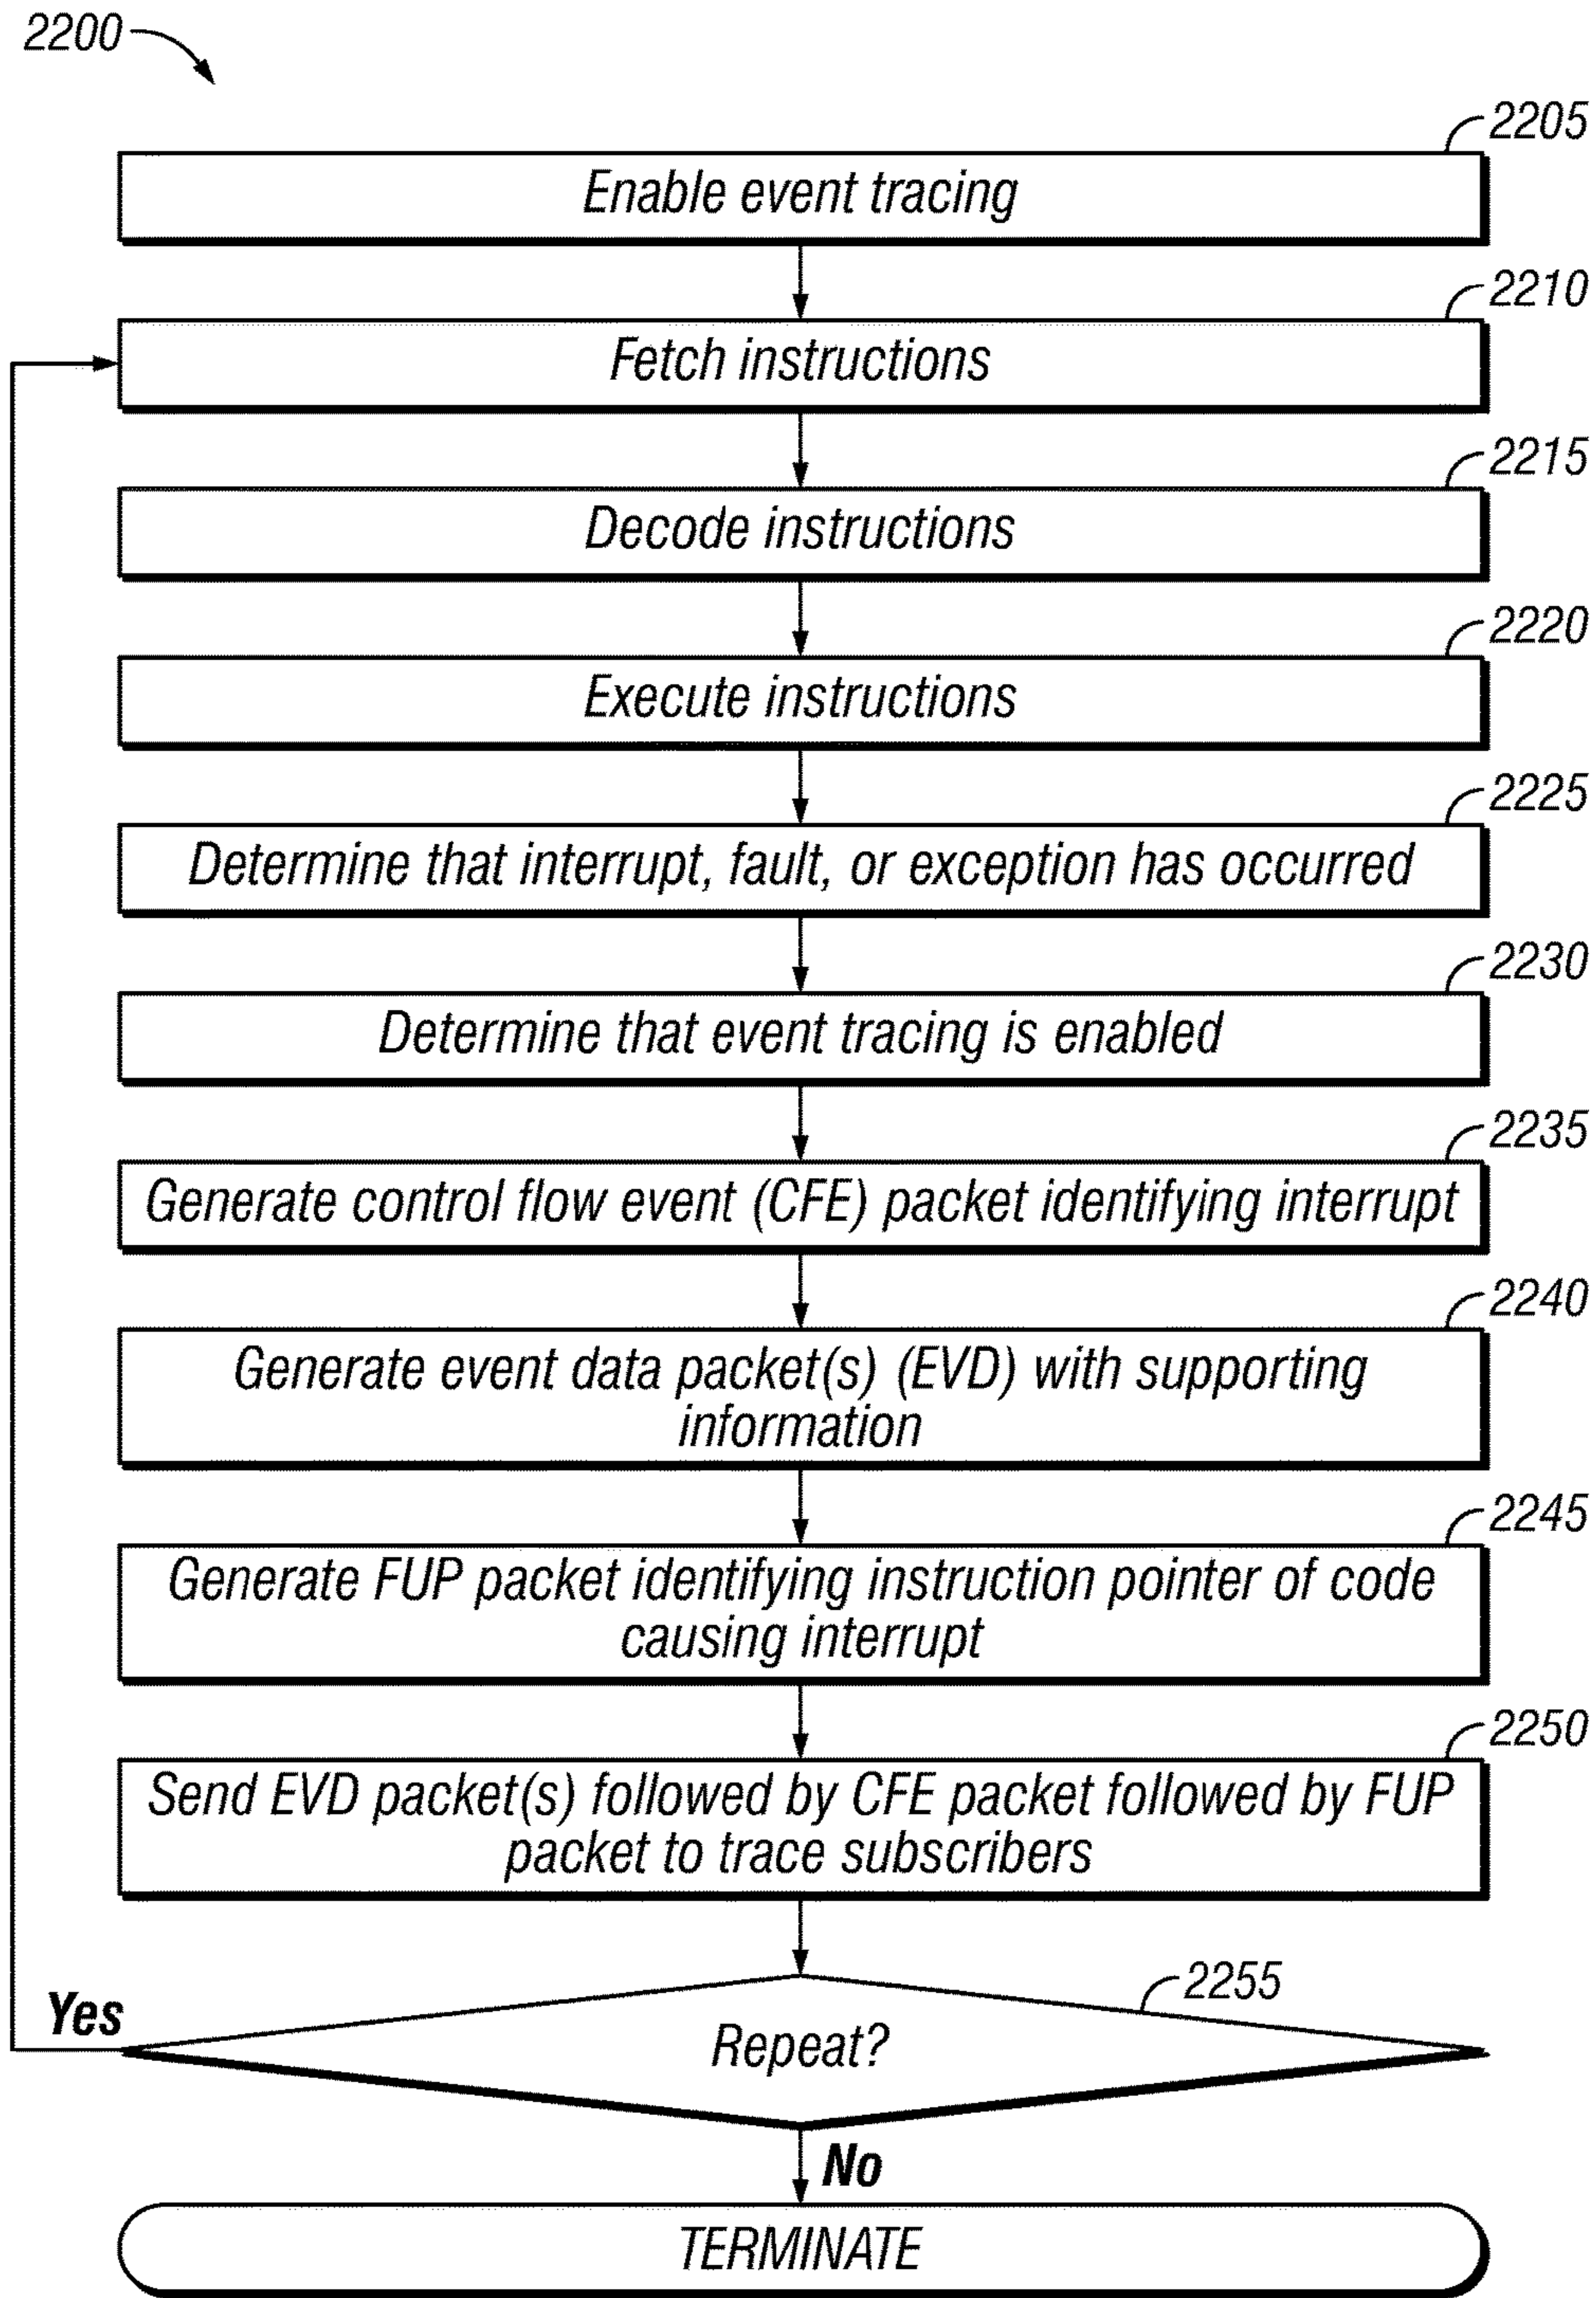 2200
2205
Enable event tracing
2210
Fetch instructions
2215
Decode instructions
2220
Execute instructions
2225
Determine that interrupt, fault, or exception has occurred
2230
Determine that event tracing is enabled
2235
Generate control flow event (CFE) packet identifying interrupt
2240
Generate event data packet(s) (EVD) with supporting
information
2245
Generate FUP packet identifying instruction pointer of code
causing interrupt
2250
Send EVD packet(s) followed by CFE packet followed by FUP
packet to trace subscribers
2255
Yes
Repeat?
No
TERMINATE